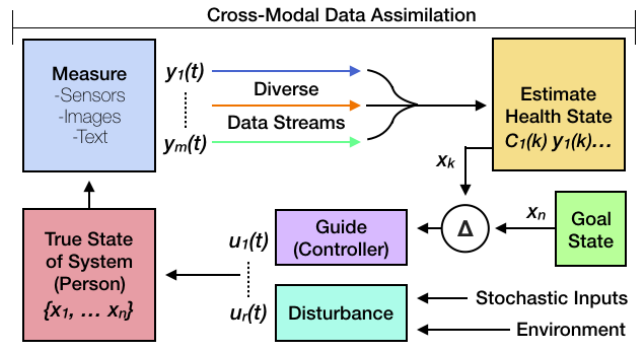 Cross-Modal Data Assimilation
Measure
-Sensors
-Images
-Text
y₁(t)
yₘ(t)
Diverse
Data Streams
Estimate
Health State
C₁(k) y₁(k)...
xₖ
Δ
xₙ
Goal
State
Guide
(Controller)
u₁(t)
uᵣ(t)
True State
of System
(Person)
{x₁, ... xₙ}
Disturbance
Stochastic Inputs
Environment